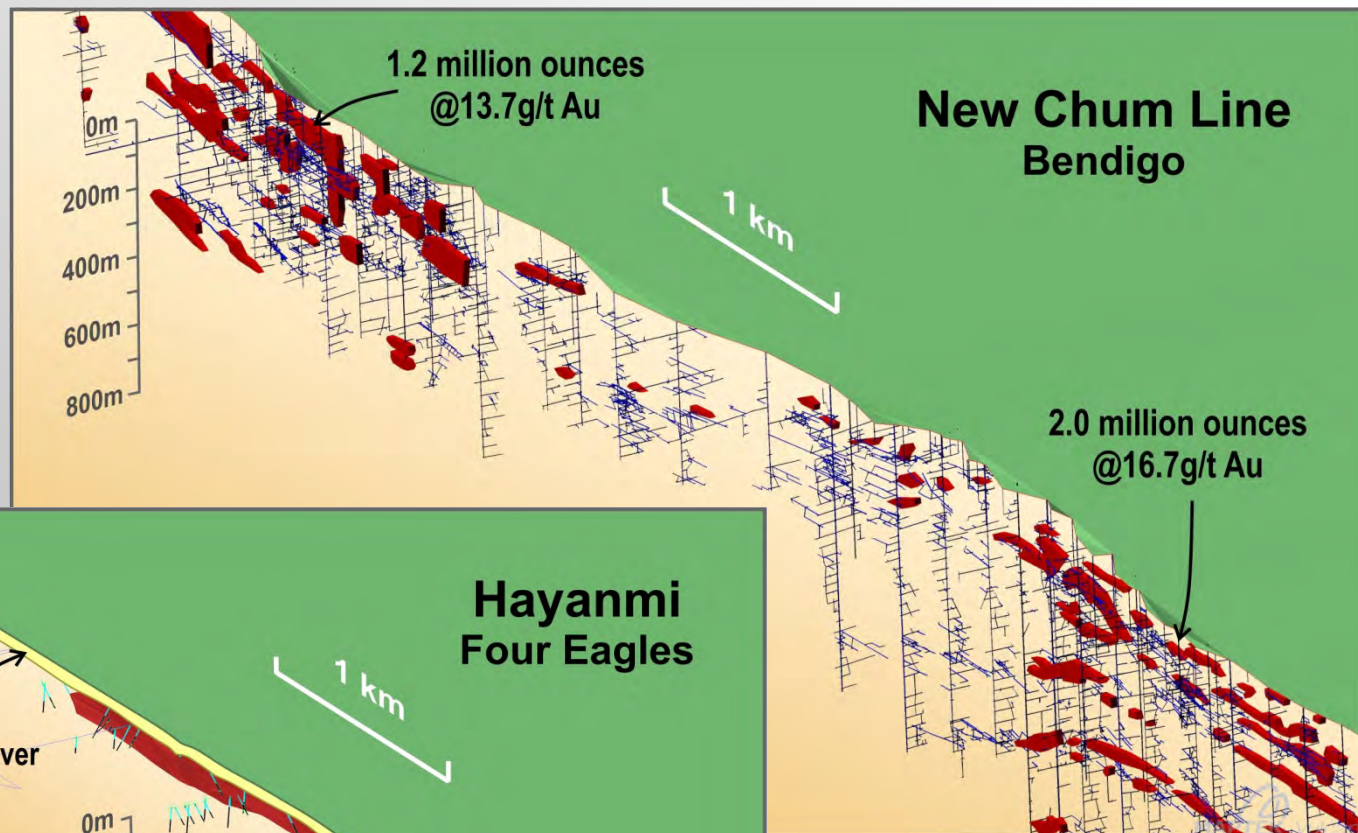 1.2 million ounces
@13.7g/t Au
New Chum Line
Bendigo
0m
200m
400m
600m
800m
1 km
2.0 million ounces
@16.7g/t Au
Hayanmi
Four Eagles
1 km
ver
0m